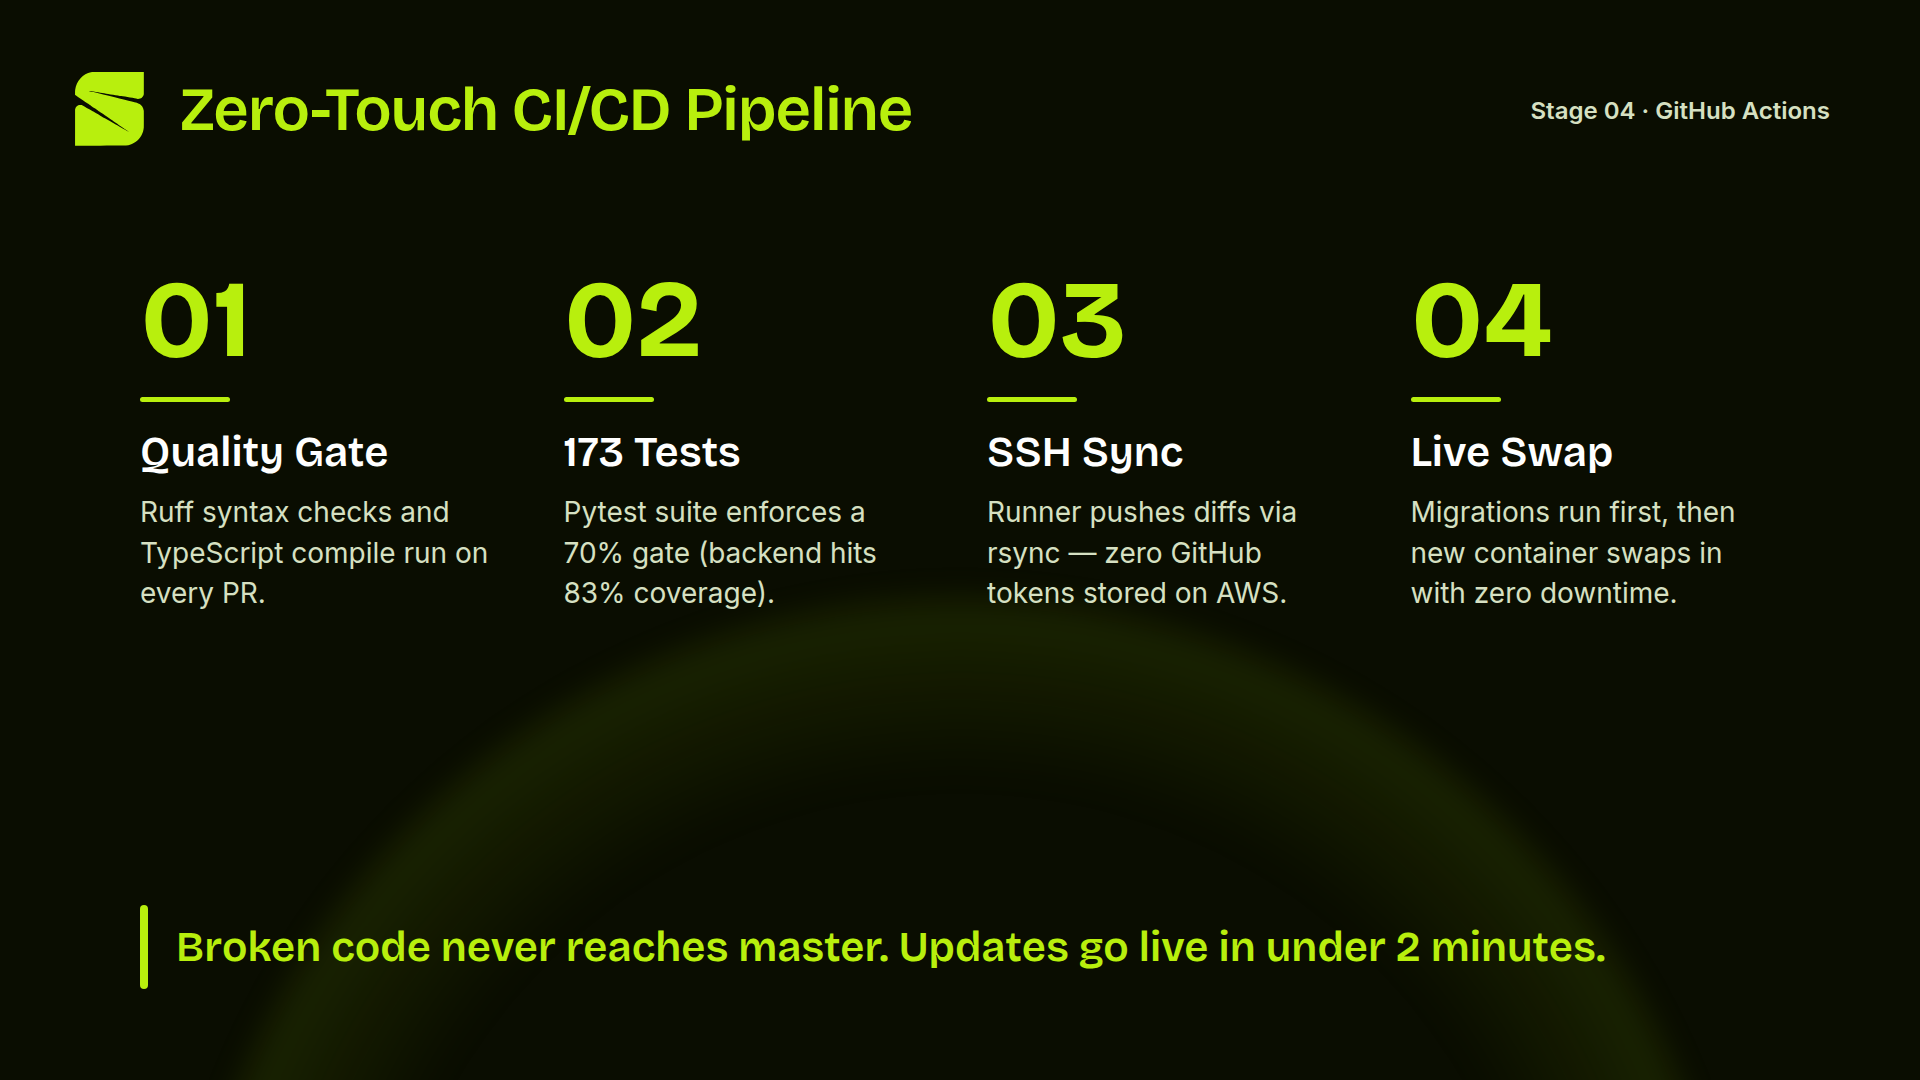 Zero-Touch CI/CD Pipeline
Stage 04 · GitHub Actions
01
Quality Gate
Ruff syntax checks and
TypeScript compile run on
every PR.
02
173 Tests
Pytest suite enforces a
70% gate (backend hits
83% coverage).
03
SSH Sync
Runner pushes diffs via
rsync — zero GitHub
tokens stored on AWS.
04
Live Swap
Migrations run first, then
new container swaps in
with zero downtime.
Broken code never reaches master. Updates go live in under 2 minutes.